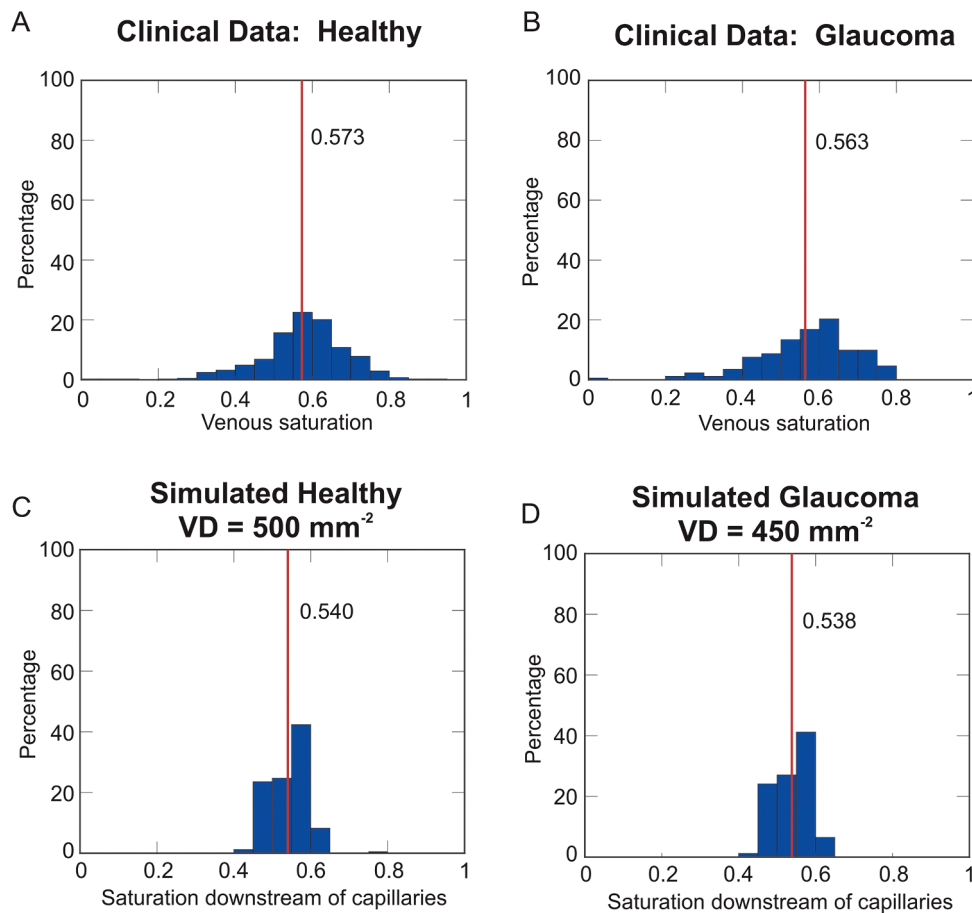 A
Clinical Data: Healthy
100
80
60
40
20
0
Percentage
0.573
0
0.2
0.4
0.6
0.8
1
Venous saturation
B
Clinical Data: Glaucoma
100
80
60
40
20
0
Percentage
0.563
0
0.2
0.4
0.6
0.8
1
Venous saturation
C
Simulated Healthy
VD = 500 mm⁻²
100
80
60
40
20
0
Percentage
0.540
0
0.2
0.4
0.6
0.8
1
Saturation downstream of capillaries
D
Simulated Glaucoma
VD = 450 mm⁻²
100
80
60
40
20
0
Percentage
0.538
0
0.2
0.4
0.6
0.8
1
Saturation downstream of capillaries